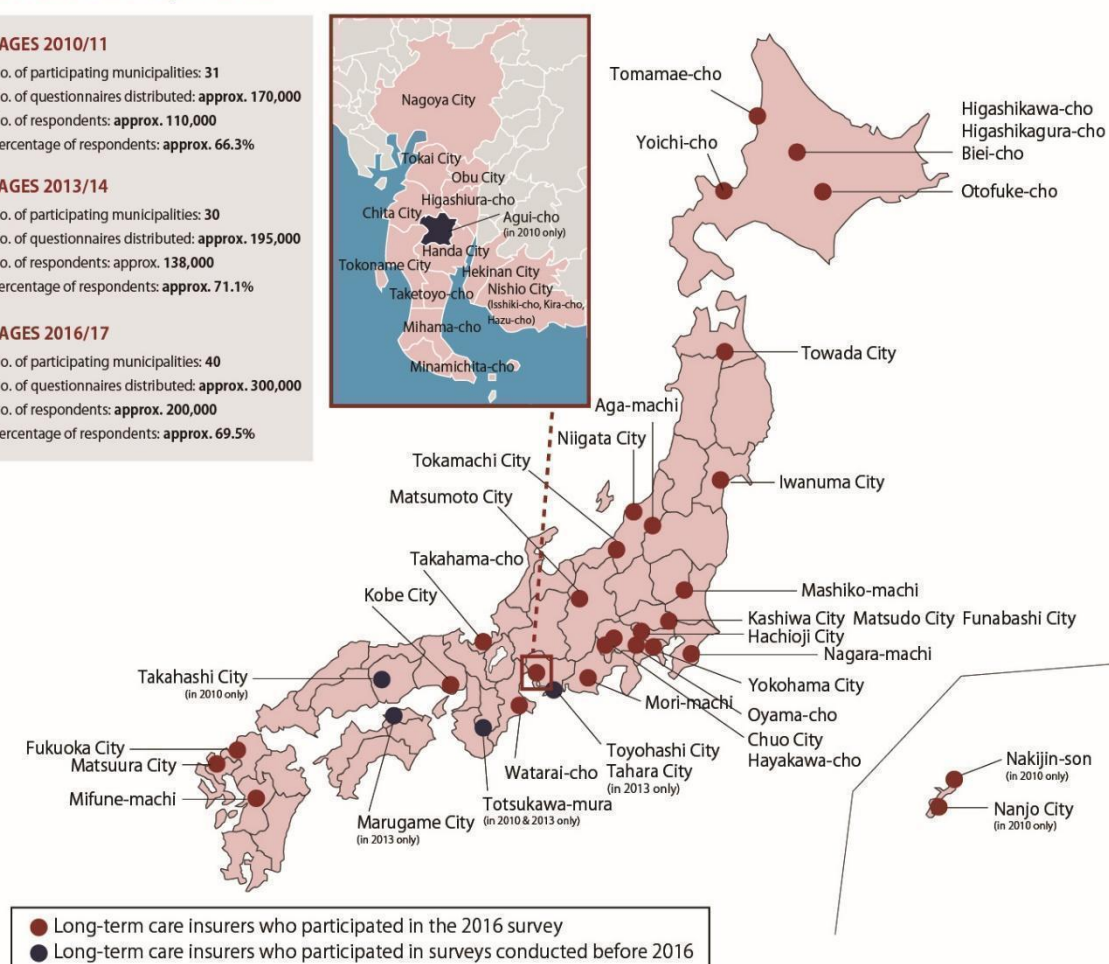 AGES 2010/11
o. of participating municipalities: 31
o. of questionnaires distributed: approx. 170,000
o. of respondents: approx. 110,000
ercentage of respondents: approx. 66.3%
AGES 2013/14
o. of participating municipalities: 30
o. of questionnaires distributed: approx. 195,000
o. of respondents: approx. 138,000
ercentage of respondents: approx. 71.1%
AGES 2016/17
o. of participating municipalities: 40
o. of questionnaires distributed: approx. 300,000
o. of respondents: approx. 200,000
ercentage of respondents: approx. 69.5%
Nagoya City
Tokai City
Obu City
Higashiura-cho
Chita City
Agui-cho
(in 2010 only)
Handa City
Tokoname City
Hekinan City
Nishio City
(Isshiki-cho, Kira-cho,
Hazu-cho)
Taketoyo-cho
Mihama-cho
Minamichita-cho
Tomamae-cho
Yoichi-cho
Higashikawa-cho
Higashikagura-cho
Biei-cho
Otofuke-cho
Towada City
Aga-machi
Niigata City
Tokamachi City
Iwanuma City
Matsumoto City
Takahama-cho
Kobe City
Mashiko-machi
Kashiwa City Matsudo City Funabashi City
Hachioji City
Nagara-machi
Yokohama City
Mori-machi
Oyama-cho
Chuo City
Hayakawa-cho
Takahashi City
(in 2010 only)
Fukuoka City
Matsuura City
Mifune-machi
Marugame City
(in 2013 only)
Totsukawa-mura
(in 2010 & 2013 only)
Watarai-cho
Toyohashi City
Tahara City
(in 2013 only)
Nakijin-son
(in 2010 only)
Nanjo City
(in 2010 only)
Long-term care insurers who participated in the 2016 survey
Long-term care insurers who participated in surveys conducted before 2016